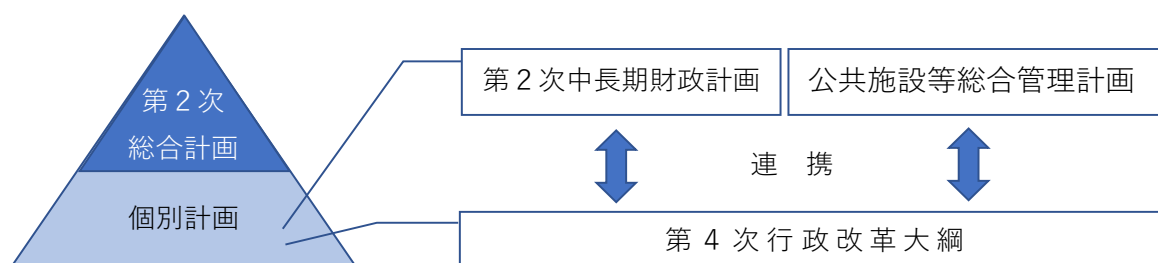 第２次
総合計画
個別計画
第２次中長期財政計画
公共施設等総合管理計画
連　携
第４次行政改革大綱